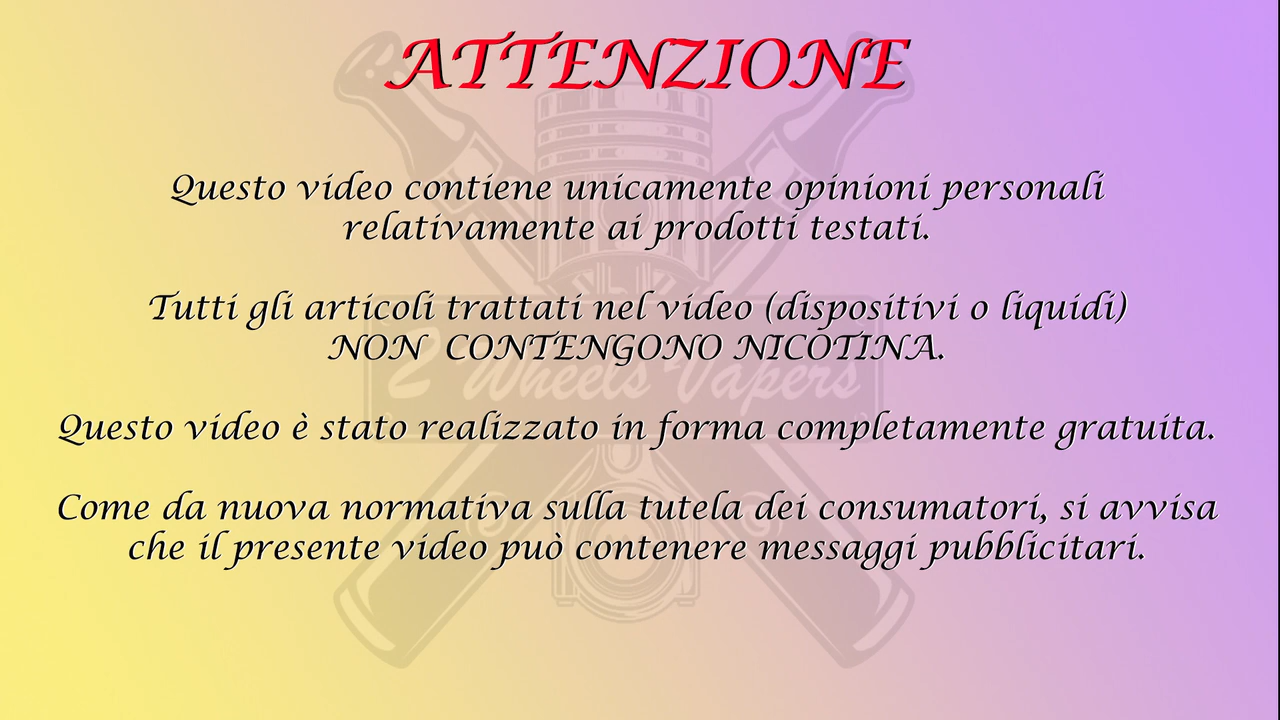 ATTENZIONE
Questo video contiene unicamente opinioni personali
relativamente ai prodotti testati.
Tutti gli articoli trattati nel video (dispositivi o liquidi)
NON CONTENGONO NICOTINA.
2 Wheels Vapers
Questo video è stato realizzato in forma completamente gratuita.
Come da nuova normativa sulla tutela dei consumatori, si avvisa
che il presente video può contenere messaggi pubblicitari.